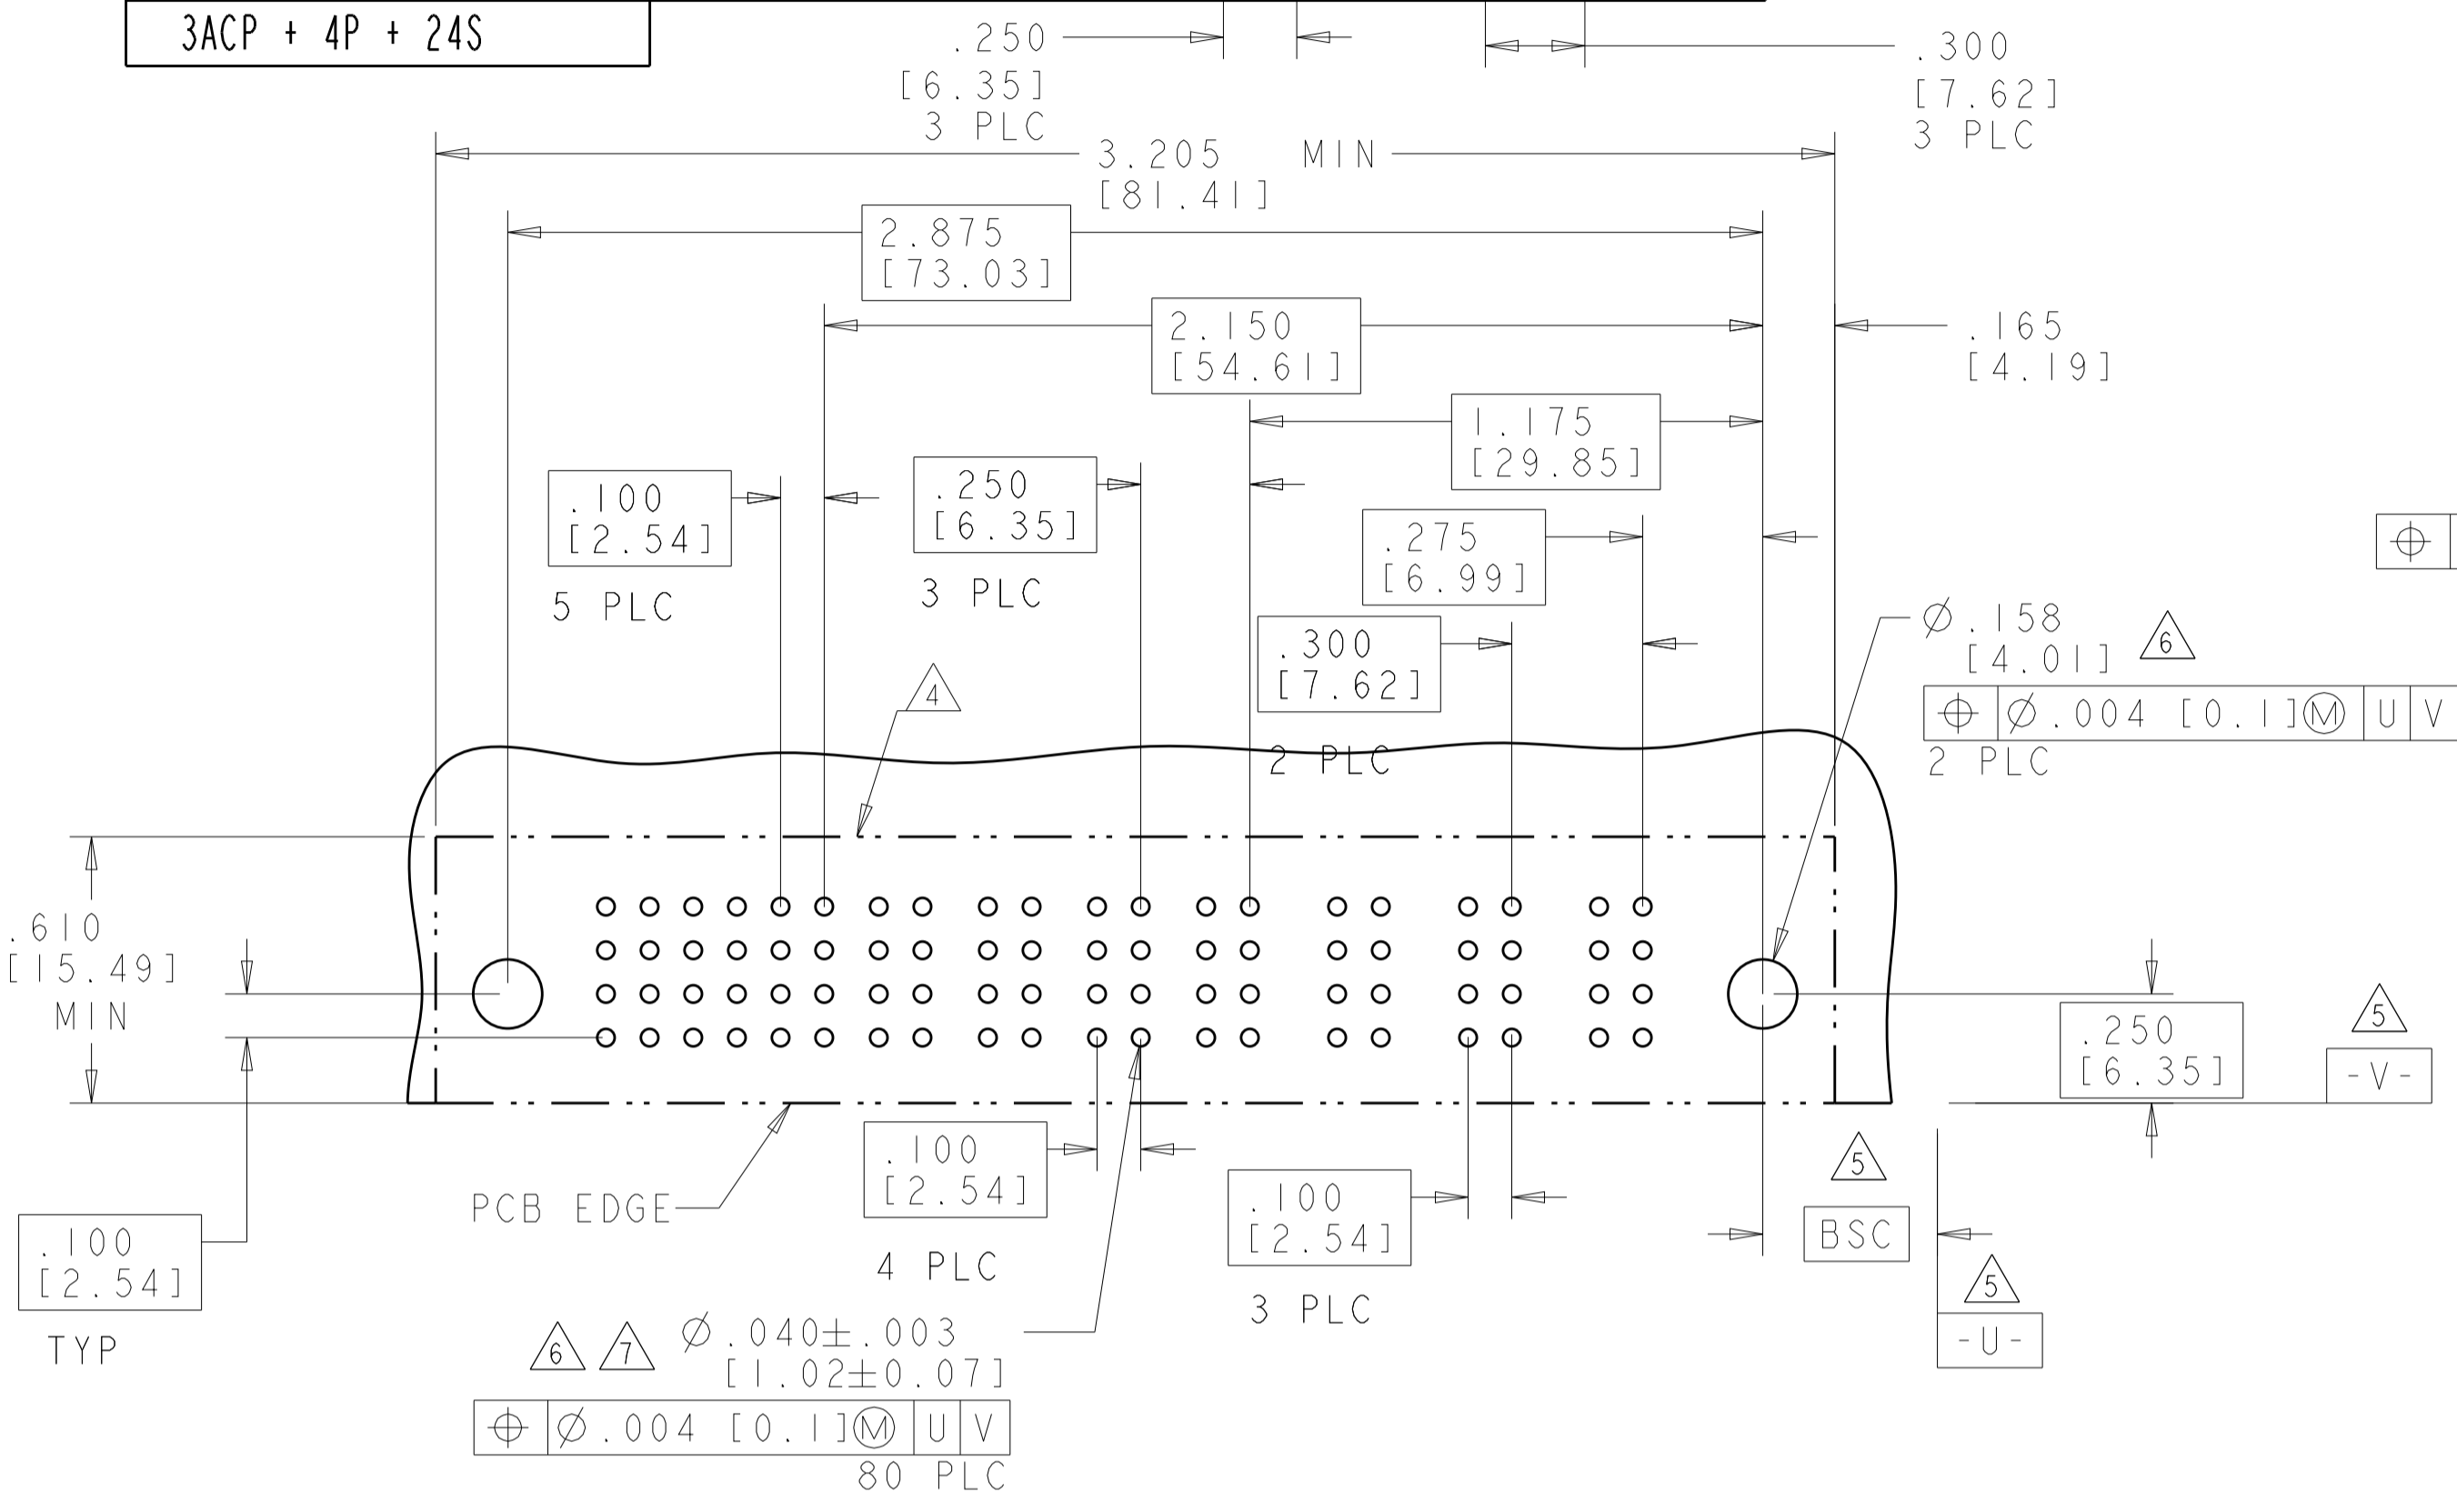 3ACP + 4P + 24S
.250
[6.35]
3 PLC
.300
[7.62]
3 PLC
3.205 MIN
[81.41]
2.875
[73.03]
2.150
[54.61]
.165
[4.19]
1.175
[29.85]
.100
[2.54]
5 PLC
.250
[6.35]
3 PLC
.275
[6.99]
.300
[7.62]
2 PLC
4
Ø.158
[4.01]
6
Ø.004 [0.1]Ⓜ U V
2 PLC
.610
[15.49]
MIN
.250
[6.35]
5
-V-
.100
[2.54]
4 PLC
PCB EDGE
.100
[2.54]
3 PLC
5
BSC
5
-U-
.100
[2.54]
TYP
6 7
Ø.040±.003
[1.02±0.07]
Ø.004 [0.1]Ⓜ U V
80 PLC